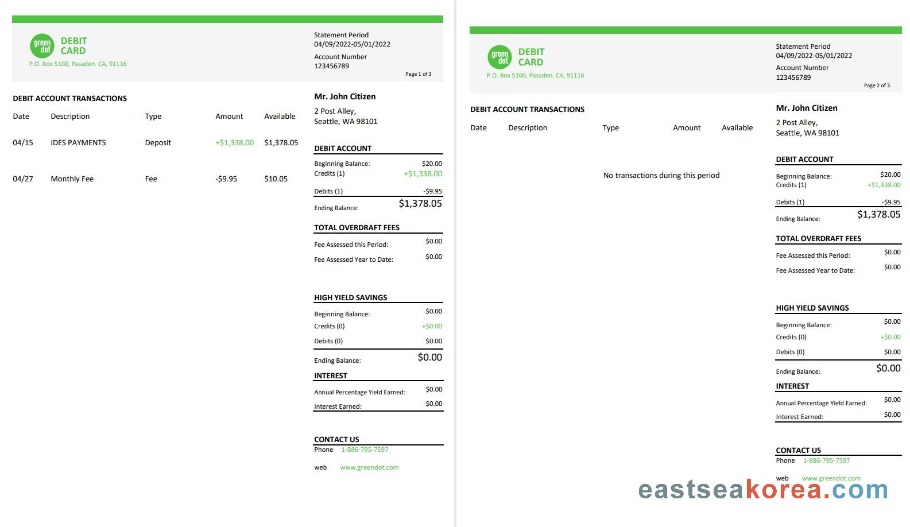 green dot
DEBIT
CARD
P.O. Box 5100, Pasaden. CA, 91116
Statement Period
04/09/2022-05/01/2022
Account Number
123456789
Page 1 of 3
DEBIT ACCOUNT TRANSACTIONS
Date Description Type Amount Available
04/15 IDES PAYMENTS Deposit +$1,338.00 $1,378.05
04/27 Monthly Fee Fee -$9.95 $10.05
Mr. John Citizen
2 Post Alley,
Seattle, WA 98101
DEBIT ACCOUNT
Beginning Balance: $20.00
Credits (1) +$1,338.00
Debits (1) -$9.95
Ending Balance: $1,378.05
TOTAL OVERDRAFT FEES
Fee Assessed this Period: $0.00
Fee Assessed Year to Date: $0.00
HIGH YIELD SAVINGS
Beginning Balance: $0.00
Credits (0) +$0.00
Debits (0) $0.00
Ending Balance: $0.00
INTEREST
Annual Percentage Yield Earned: $0.00
Interest Earned: $0.00
CONTACT US
Phone 1-886-795-7597
web www.greendot.com
green dot
DEBIT
CARD
P.O. Box 5100, Pasaden. CA, 91116
Statement Period
04/09/2022-05/01/2022
Account Number
123456789
Page 2 of 3
DEBIT ACCOUNT TRANSACTIONS
Date Description Type Amount Available
No transactions during this period
Mr. John Citizen
2 Post Alley,
Seattle, WA 98101
DEBIT ACCOUNT
Beginning Balance: $20.00
Credits (1) +$1,338.00
Debits (1) -$9.95
Ending Balance: $1,378.05
TOTAL OVERDRAFT FEES
Fee Assessed this Period: $0.00
Fee Assessed Year to Date: $0.00
HIGH YIELD SAVINGS
Beginning Balance: $0.00
Credits (0) +$0.00
Debits (0) $0.00
Ending Balance: $0.00
INTEREST
Annual Percentage Yield Earned: $0.00
Interest Earned: $0.00
CONTACT US
Phone 1-886-795-7597
web www.greendot.com
eastseakorea.com